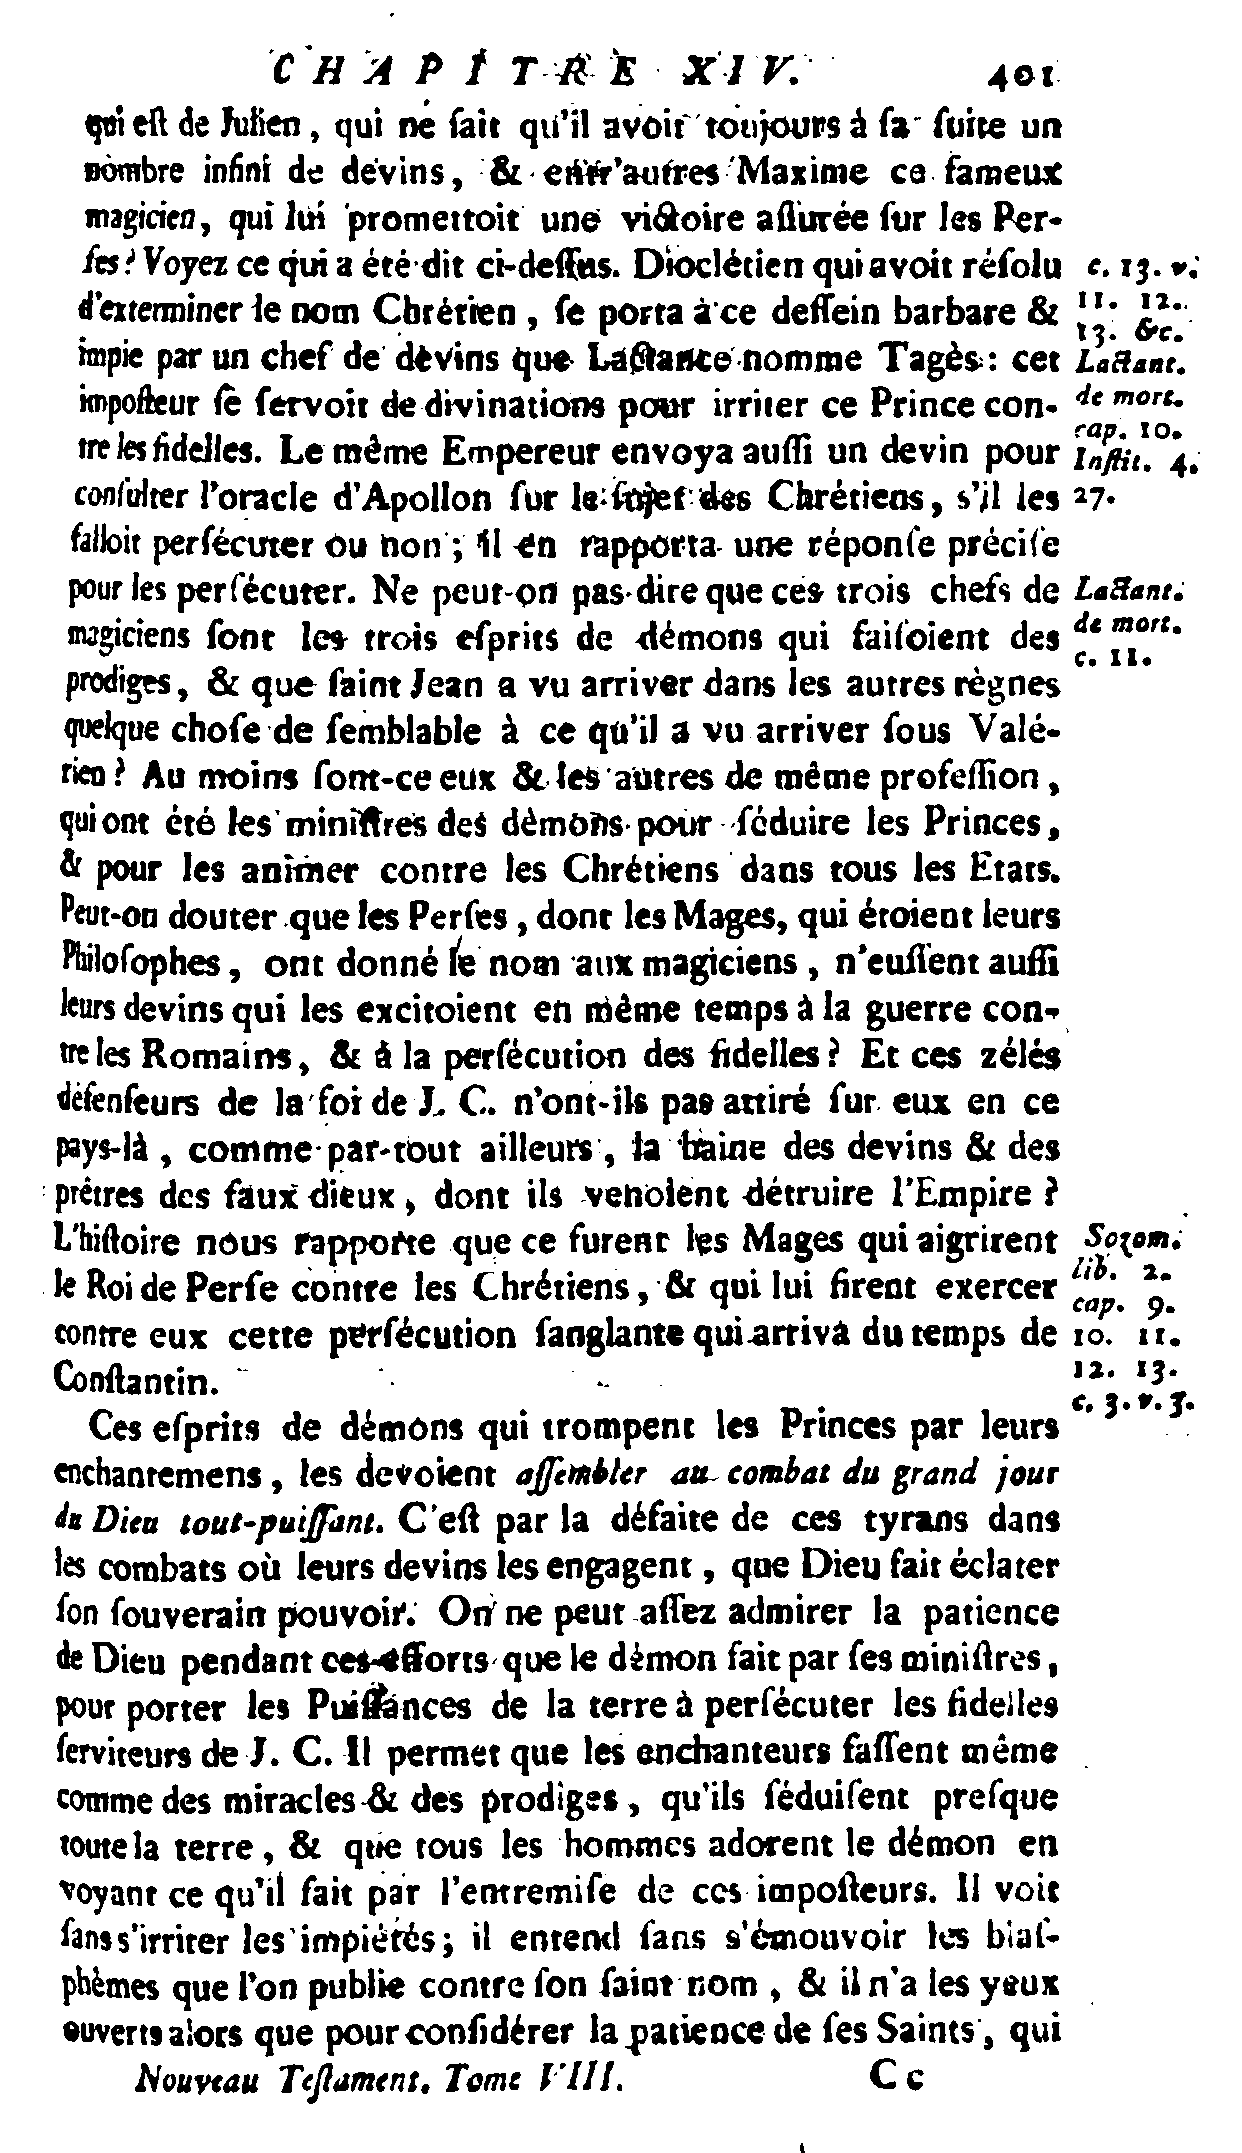 CHAPITRE XIV. 401
qui eſt de Julien, qui ne ſait qu'il avoit toujours à ſa ſuite un
nombre infini de devins, & entr'autres Maxime ce fameux
magicien, qui lui promettoit une victoire aſſurée ſur les Per-
ſes? Voyez ce qui a été dit ci-deſſus. Dioclétien qui avoit réſolu
d'exterminer le nom Chrétien, ſe porta à ce deſſein barbare &
impie par un chef de devins que Lactance nomme Tagès: cet
impoſteur ſe ſervoit de divinations pour irriter ce Prince con-
tre les fidelles. Le même Empereur envoya auſſi un devin pour
conſulter l'oracle d'Apollon ſur le ſujet des Chrétiens, s'il les
falloit perſécuter ou non; il en rapporta une réponſe préciſe
pour les perſécuter. Ne peut-on pas dire que ces trois chefs de
magiciens ſont les trois eſprits de démons qui faiſoient des
prodiges, & que ſaint Jean a vu arriver dans les autres règnes
quelque choſe de ſemblable à ce qu'il a vu arriver ſous Valé-
rien? Au moins ſont-ce eux & les autres de même profeſſion,
qui ont été les miniſtres des démons pour ſéduire les Princes,
& pour les animer contre les Chrétiens dans tous les Etats.
Peut-on douter que les Perſes, dont les Mages, qui étoient leurs
Philoſophes, ont donné le nom aux magiciens, n'euſſent auſſi
leurs devins qui les excitoient en même temps à la guerre con-
tre les Romains, & à la perſécution des fidelles? Et ces zélés
défenſeurs de la foi de J. C. n'ont-ils pas attiré ſur eux en ce
pays-là, comme par-tout ailleurs, la haine des devins & des
prêtres des faux dieux, dont ils venoient détruire l'Empire?
L'hiſtoire nous rapporte que ce furent les Mages qui aigrirent
le Roi de Perſe contre les Chrétiens, & qui lui firent exercer
contre eux cette perſécution ſanglante qui arriva du temps de
Conſtantin.
Ces eſprits de démons qui trompent les Princes par leurs
enchantemens, les devoient aſſembler au combat du grand jour
du Dieu tout-puiſſant. C'eſt par la défaite de ces tyrans dans
les combats où leurs devins les engagent, que Dieu fait éclater
ſon ſouverain pouvoir. On ne peut aſſez admirer la patience
de Dieu pendant ces efforts que le démon fait par ſes miniſtres,
pour porter les Puiſſances de la terre à perſécuter les fidelles
ſerviteurs de J. C. Il permet que les enchanteurs faſſent même
comme des miracles & des prodiges, qu'ils ſéduiſent preſque
toute la terre, & que tous les hommes adorent le démon en
voyant ce qu'il fait par l'entremiſe de ces impoſteurs. Il voit
ſans s'irriter les impiétés; il entend ſans s'émouvoir les blaſ-
phèmes que l'on publie contre ſon ſaint nom, & il n'a les yeux
ouverts alors que pour conſidérer la patience de ſes Saints, qui
Nouveau Teſtament. Tome VIII. Cc
c. 13. v.
11. 12.
13. &c.
Lactant.
de mort.
cap. 10.
Inſtit. 4.
27.
Lactant.
de mort.
c. 11.
Sozom.
lib. 2.
cap. 9.
10. 11.
12. 13.
c. 3. v. 3.